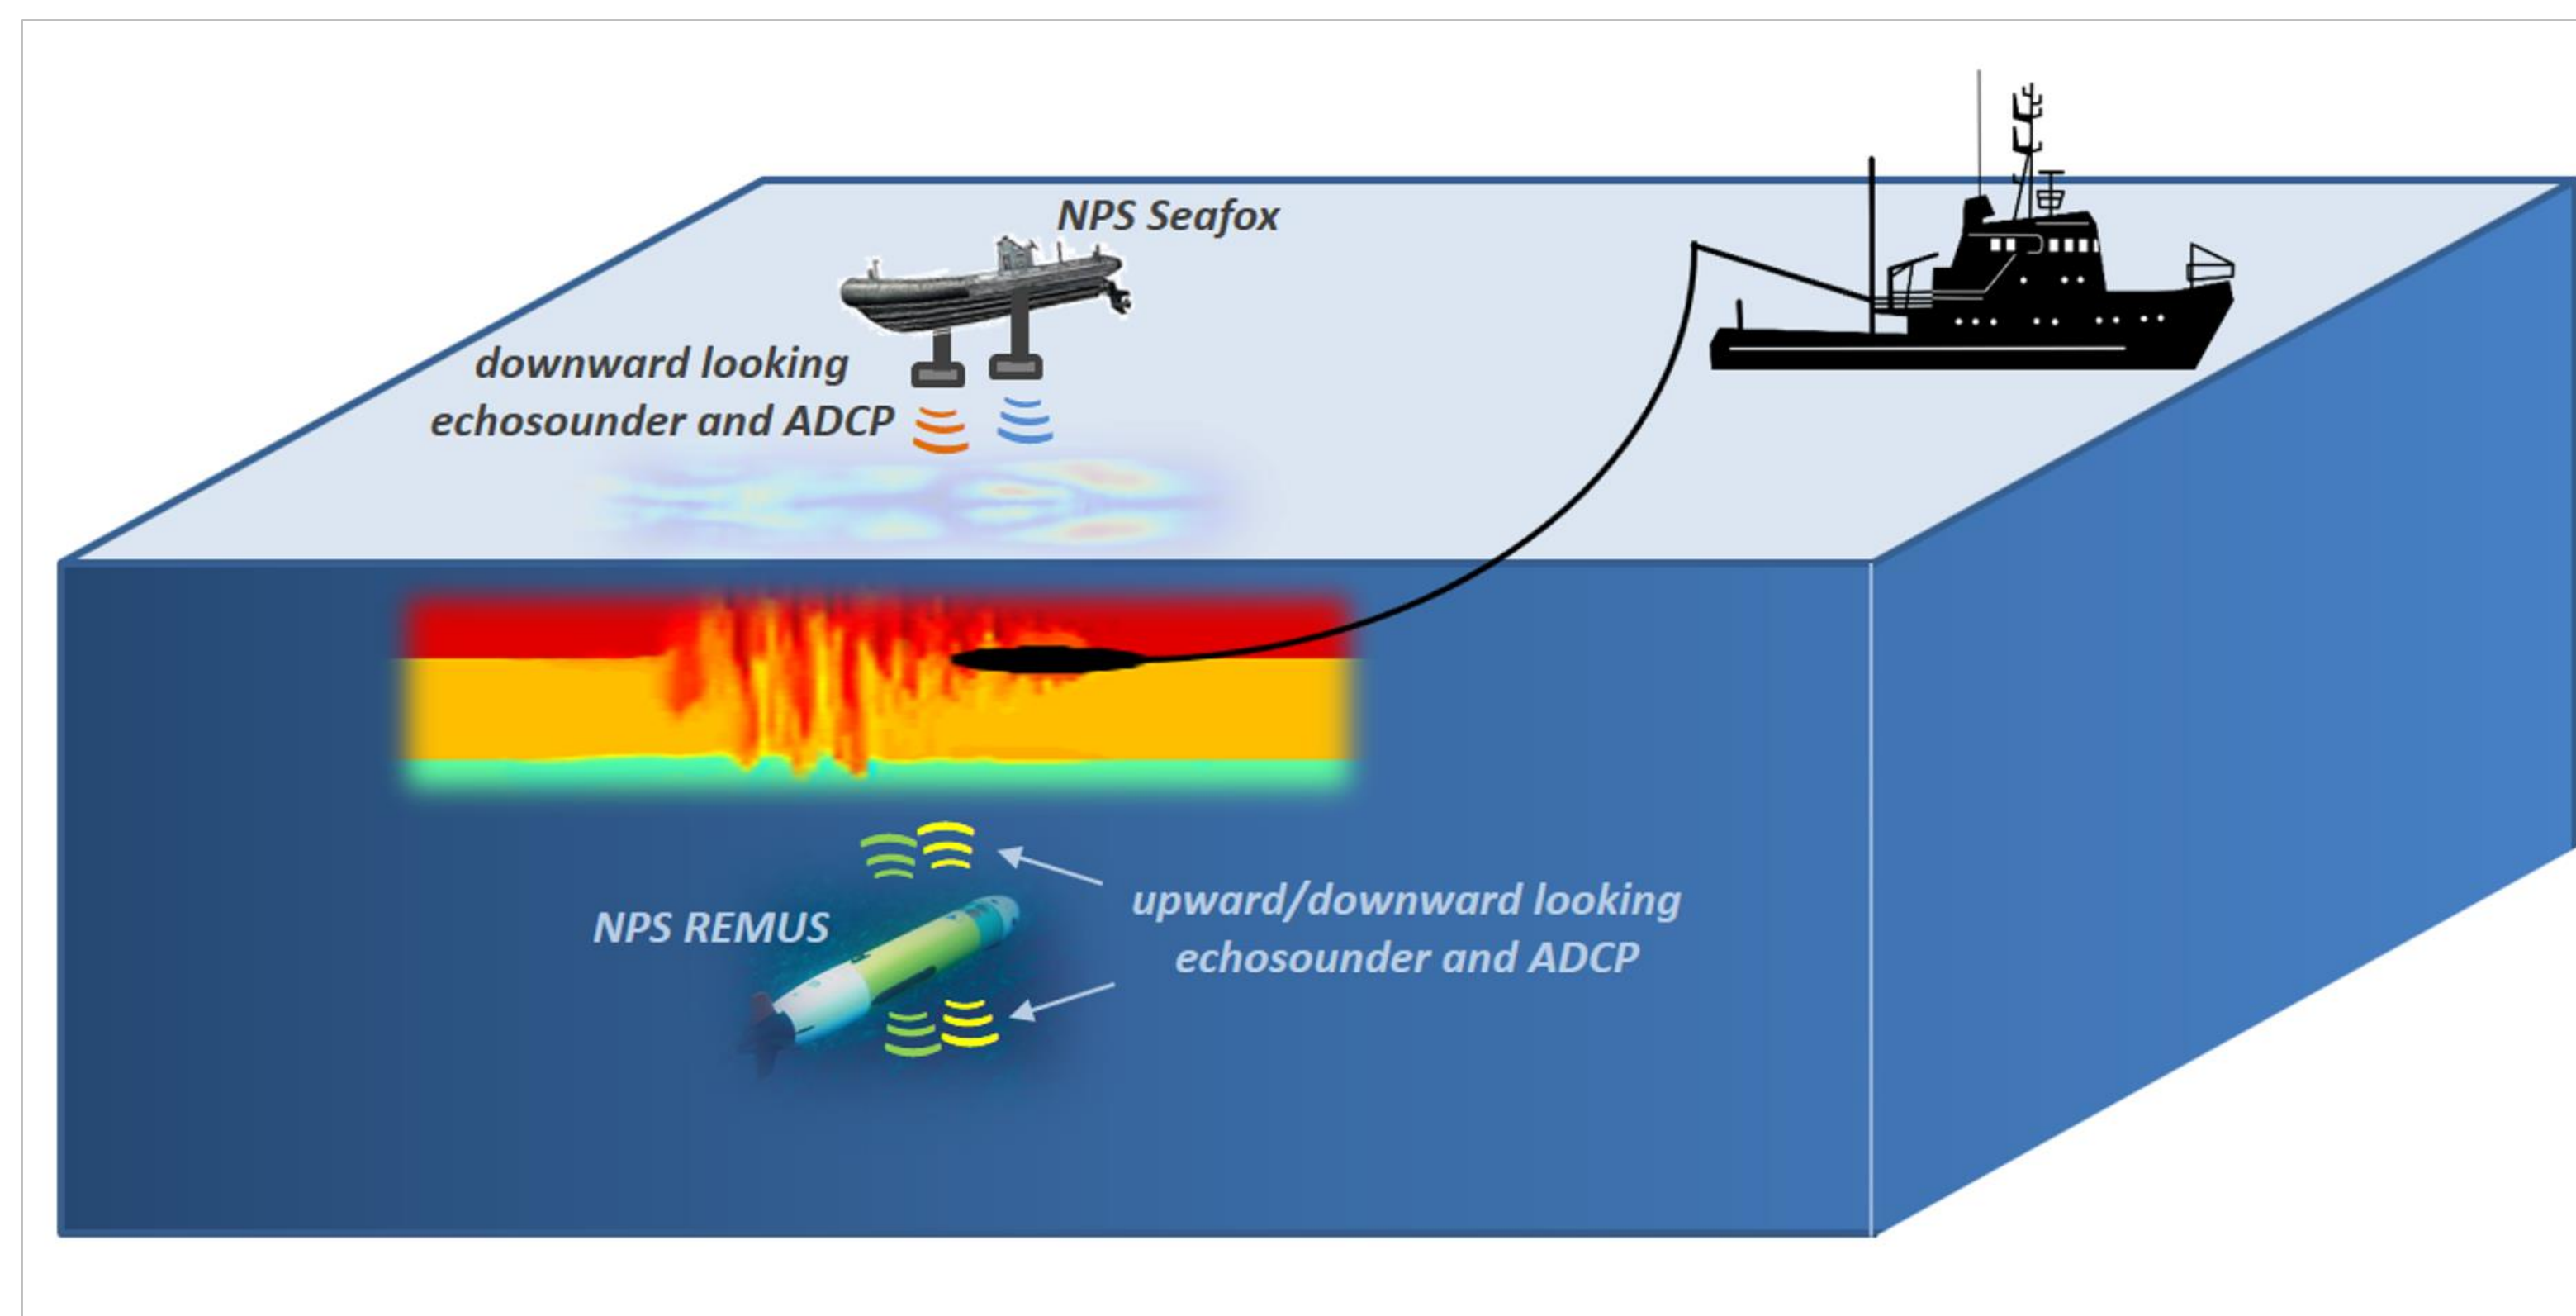 NPS Seafox
downward looking
echosounder and ADCP
NPS REMUS
upward/downward looking
echosounder and ADCP